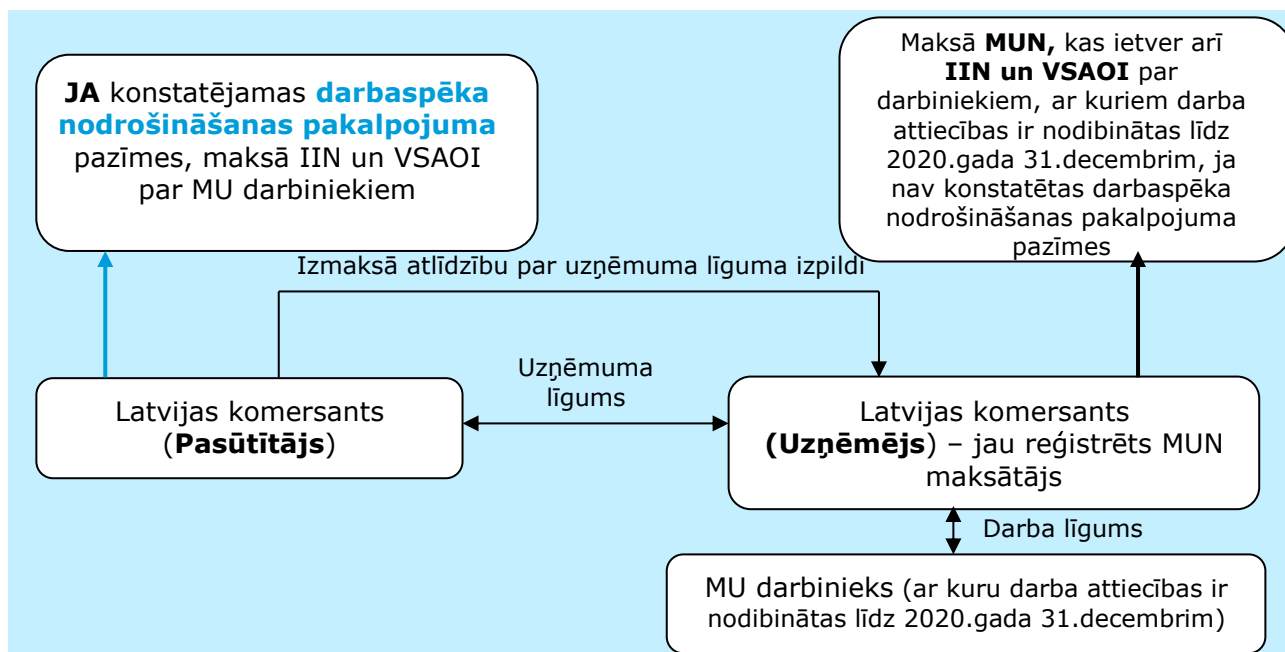 JA konstatējamas darbaspēka
nodrošināšanas pakalpojuma
pazīmes, maksā IIN un VSAOI
par MU darbiniekiem
Maksā MUN, kas ietver arī
IIN un VSAOI par
darbiniekiem, ar kuriem darba
attiecības ir nodibinātas līdz
2020.gada 31.decembrim, ja
nav konstatētas darbaspēka
nodrošināšanas pakalpojuma
pazīmes
Izmaksā atlīdzību par uzņēmuma līguma izpildi
Uzņēmuma
līgums
Latvijas komersants
(Pasūtītājs)
Latvijas komersants
(Uzņēmējs) – jau reģistrēts MUN
maksātājs
Darba līgums
MU darbinieks (ar kuru darba attiecības ir
nodibinātas līdz 2020.gada 31.decembrim)